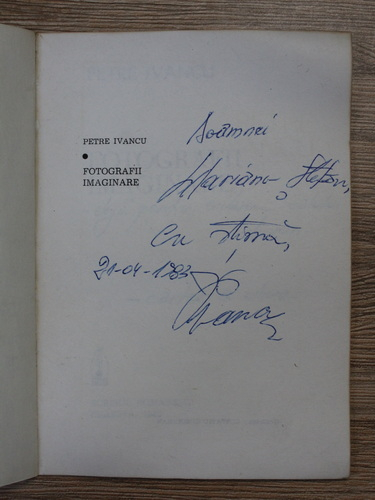 PETRE IVANCU
●
FOTOGRAFII
IMAGINARE
Doamnei
Mariana Ștefan,
cu stimă,
21-04-1983